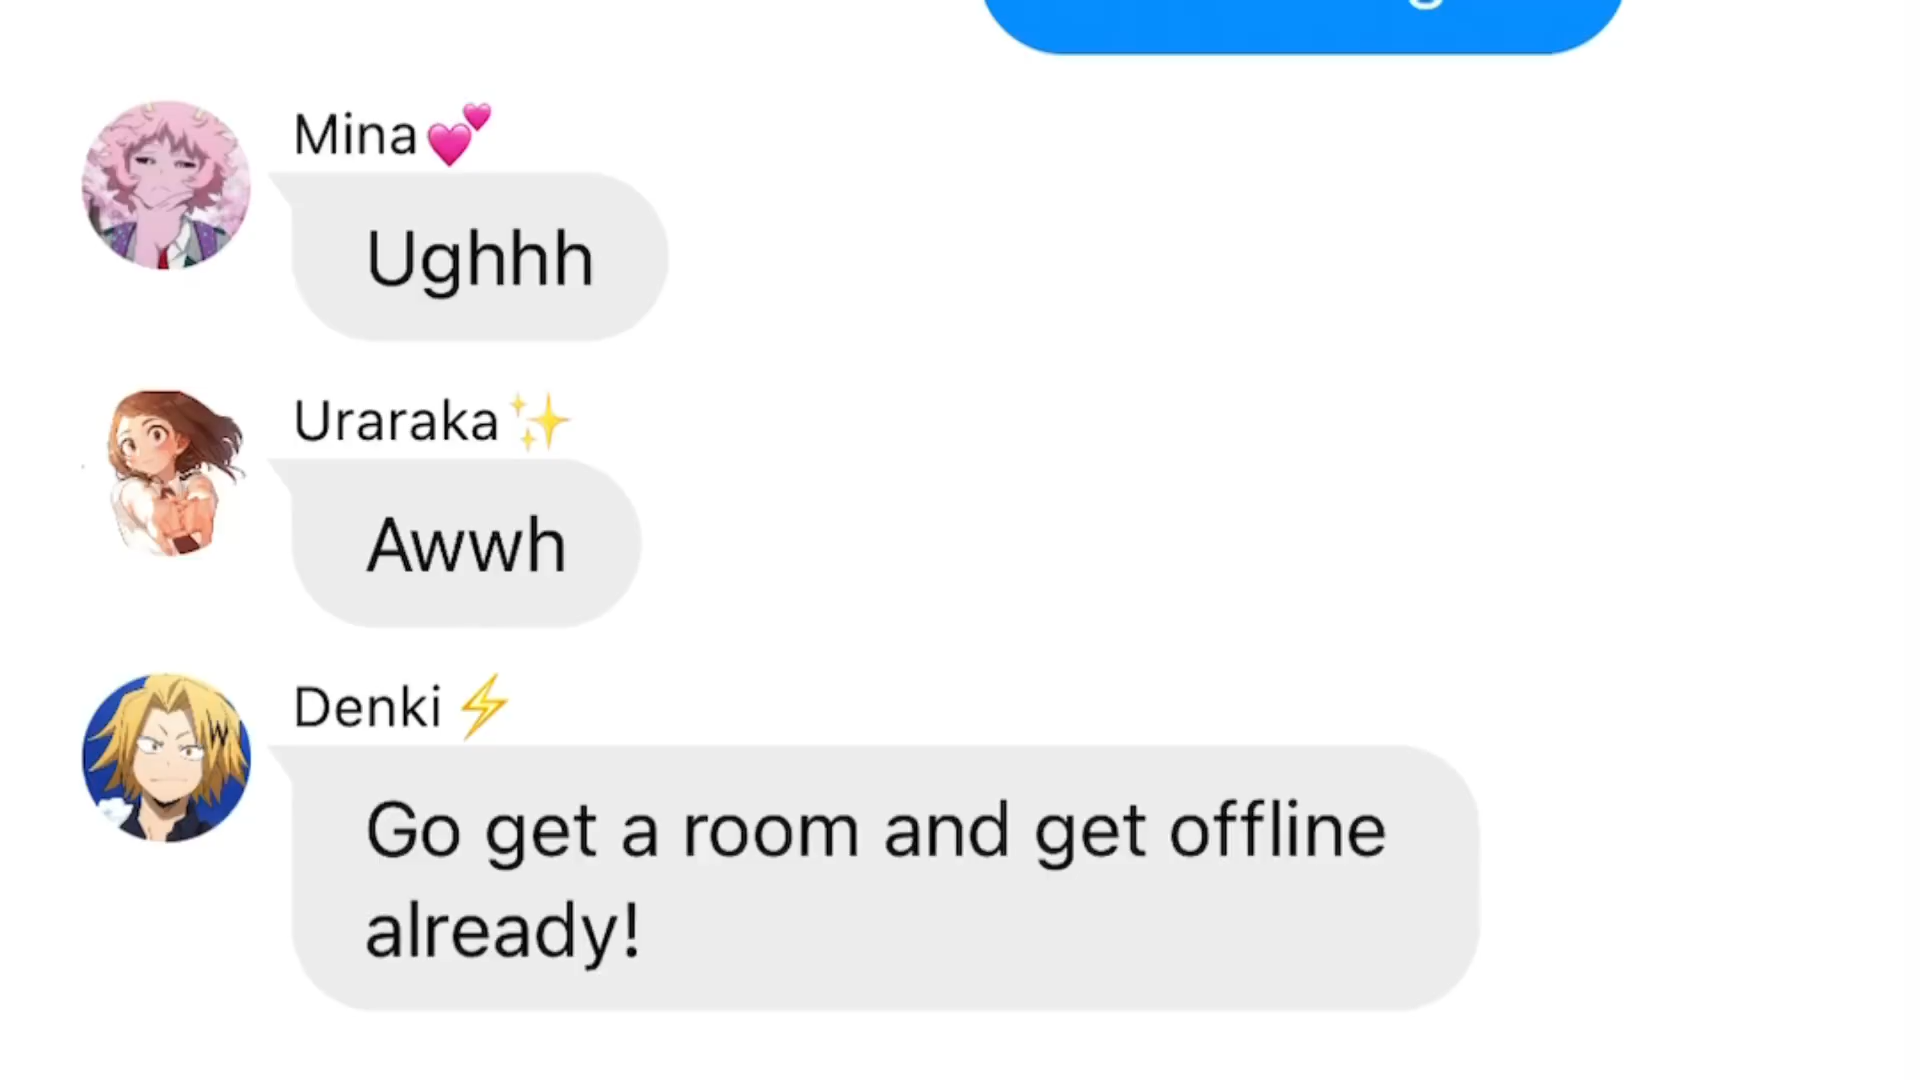 Mina💕
Ughhh
Uraraka ✨
Awwh
Denki ⚡
Go get a room and get offline
already!